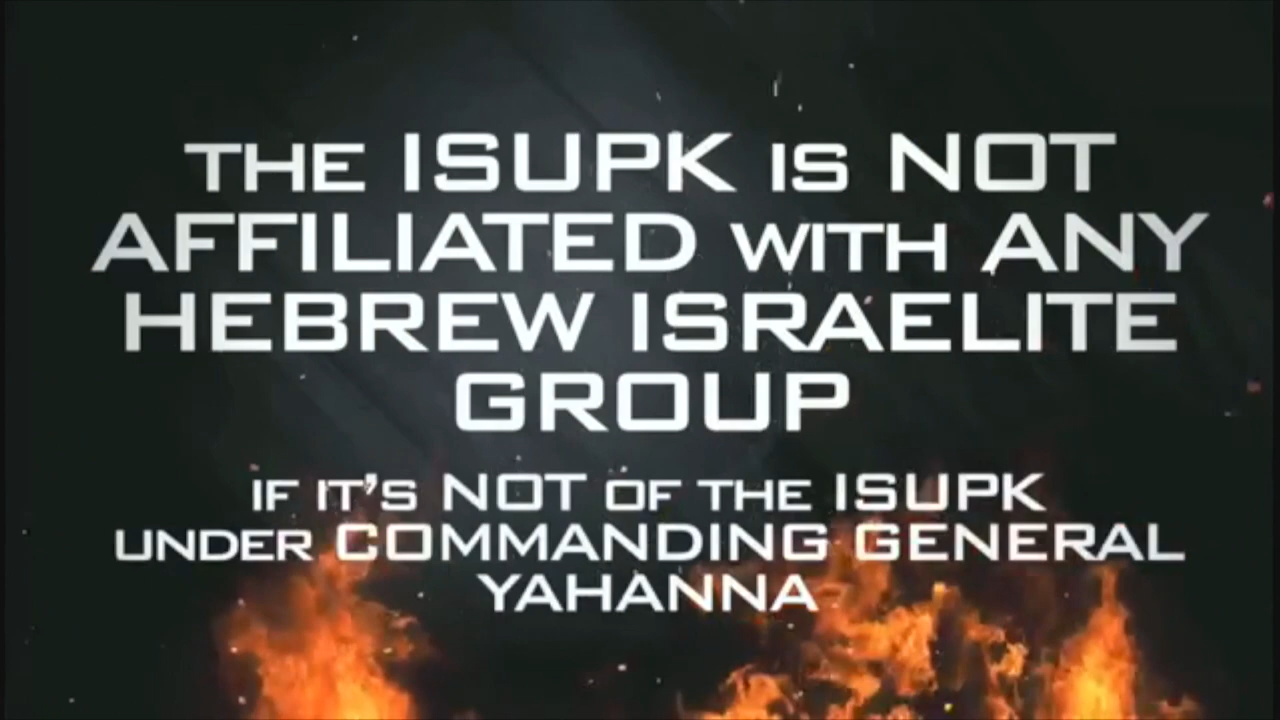 THE ISUPK IS NOT
AFFILIATED WITH ANY
HEBREW ISRAELITE
GROUP
IF IT'S NOT OF THE ISUPK
UNDER COMMANDING GENERAL
YAHANNA